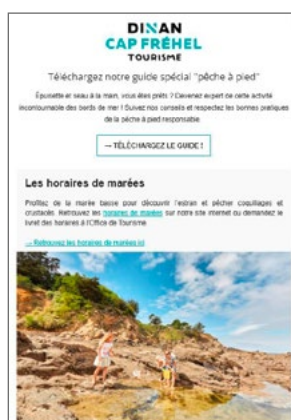 DINAN
CAP FRÉHEL
TOURISME
Téléchargez notre guide spécial "pêche à pied"
Épuisette et seau à la main, vous êtes prêts ? Devenez expert de cette activité
incontournable des bords de mer ! Suivez nos conseils et respectez les bonnes pratiques
de la pêche à pied responsable.
→ TÉLÉCHARGEZ LE GUIDE !
Les horaires de marées
Profitez de la marée basse pour découvrir l'estran et pêcher coquillages et
crustacés. Retrouvez les horaires de marées sur notre site internet ou demandez le
livret des horaires à l'Office de Tourisme.
→ Retrouvez les horaires de marées ici